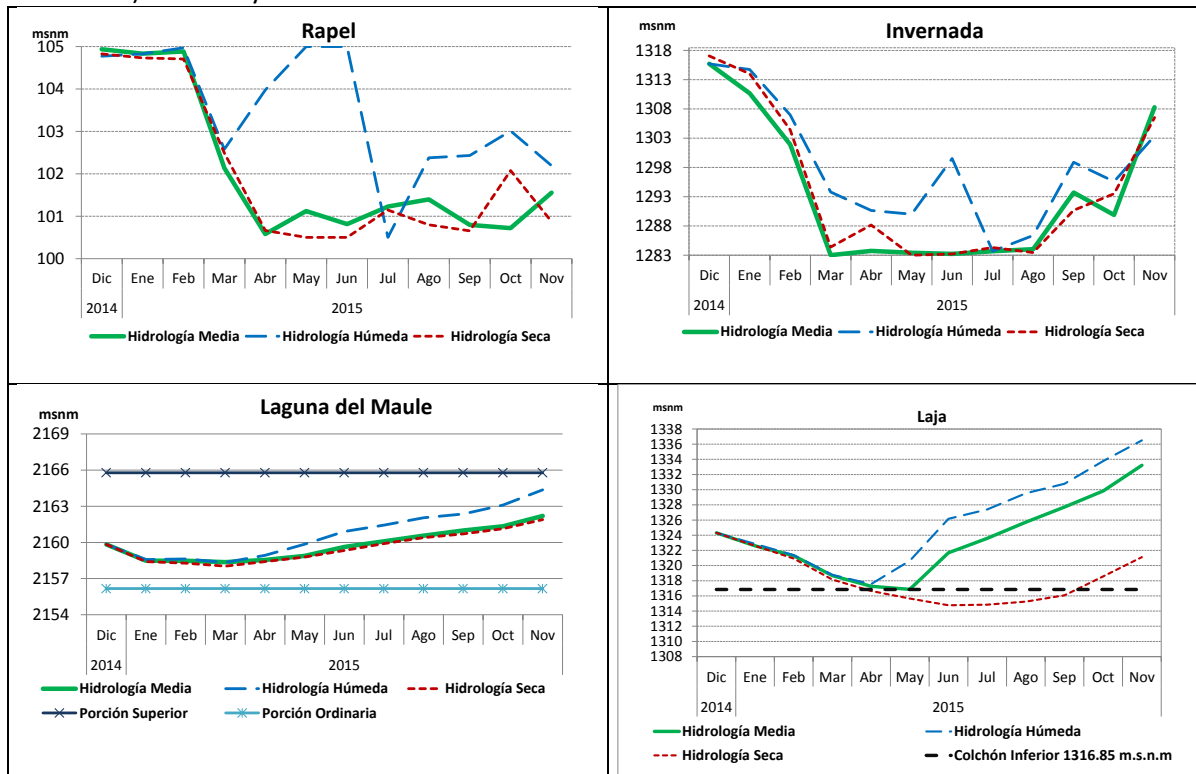 Rapel
msnm
105
104
103
102
101
100
Dic Ene Feb Mar Abr May Jun Jul Ago Sep Oct Nov
2014 2015
Hidrología Media Hidrología Húmeda Hidrología Seca
Invernada
msnm
1318
1313
1308
1303
1298
1293
1288
1283
Dic Ene Feb Mar Abr May Jun Jul Ago Sep Oct Nov
2014 2015
Hidrología Media Hidrología Húmeda Hidrología Seca
Laguna del Maule
msnm
2169
2166
2163
2160
2157
2154
Dic Ene Feb Mar Abr May Jun Jul Ago Sep Oct Nov
2014 2015
Hidrología Media Hidrología Húmeda Hidrología Seca
Porción Superior Porción Ordinaria
msnm
Laja
1338
1336
1334
1332
1330
1328
1326
1324
1322
1320
1318
1316
1314
1312
1310
1308
Dic Ene Feb Mar Abr May Jun Jul Ago Sep Oct Nov
2014 2015
Hidrología Media Hidrología Húmeda
Hidrología Seca Colchón Inferior 1316.85 m.s.n.m